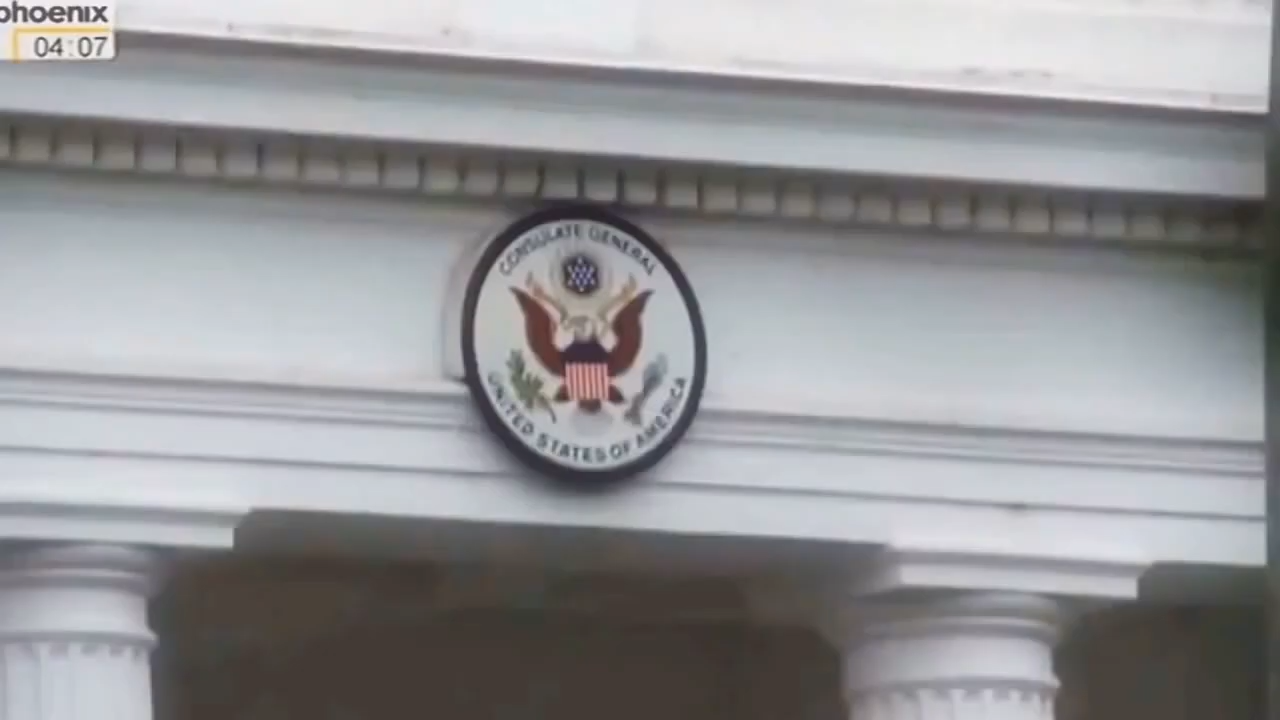 phoenix
04:07
CONSULATE GENERAL
UNITED STATES OF AMERICA